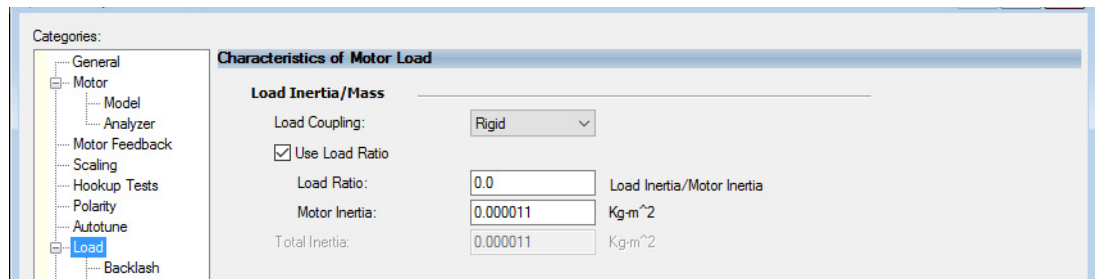 Categories:
General
Motor
Model
Analyzer
Motor Feedback
Scaling
Hookup Tests
Polarity
Autotune
Load
Backlash
Characteristics of Motor Load
Load Inertia/Mass
Load Coupling: Rigid
Use Load Ratio
Load Ratio: 0.0 Load Inertia/Motor Inertia
Motor Inertia: 0.000011 Kg-m^2
Total Inertia: 0.000011 Kg-m^2